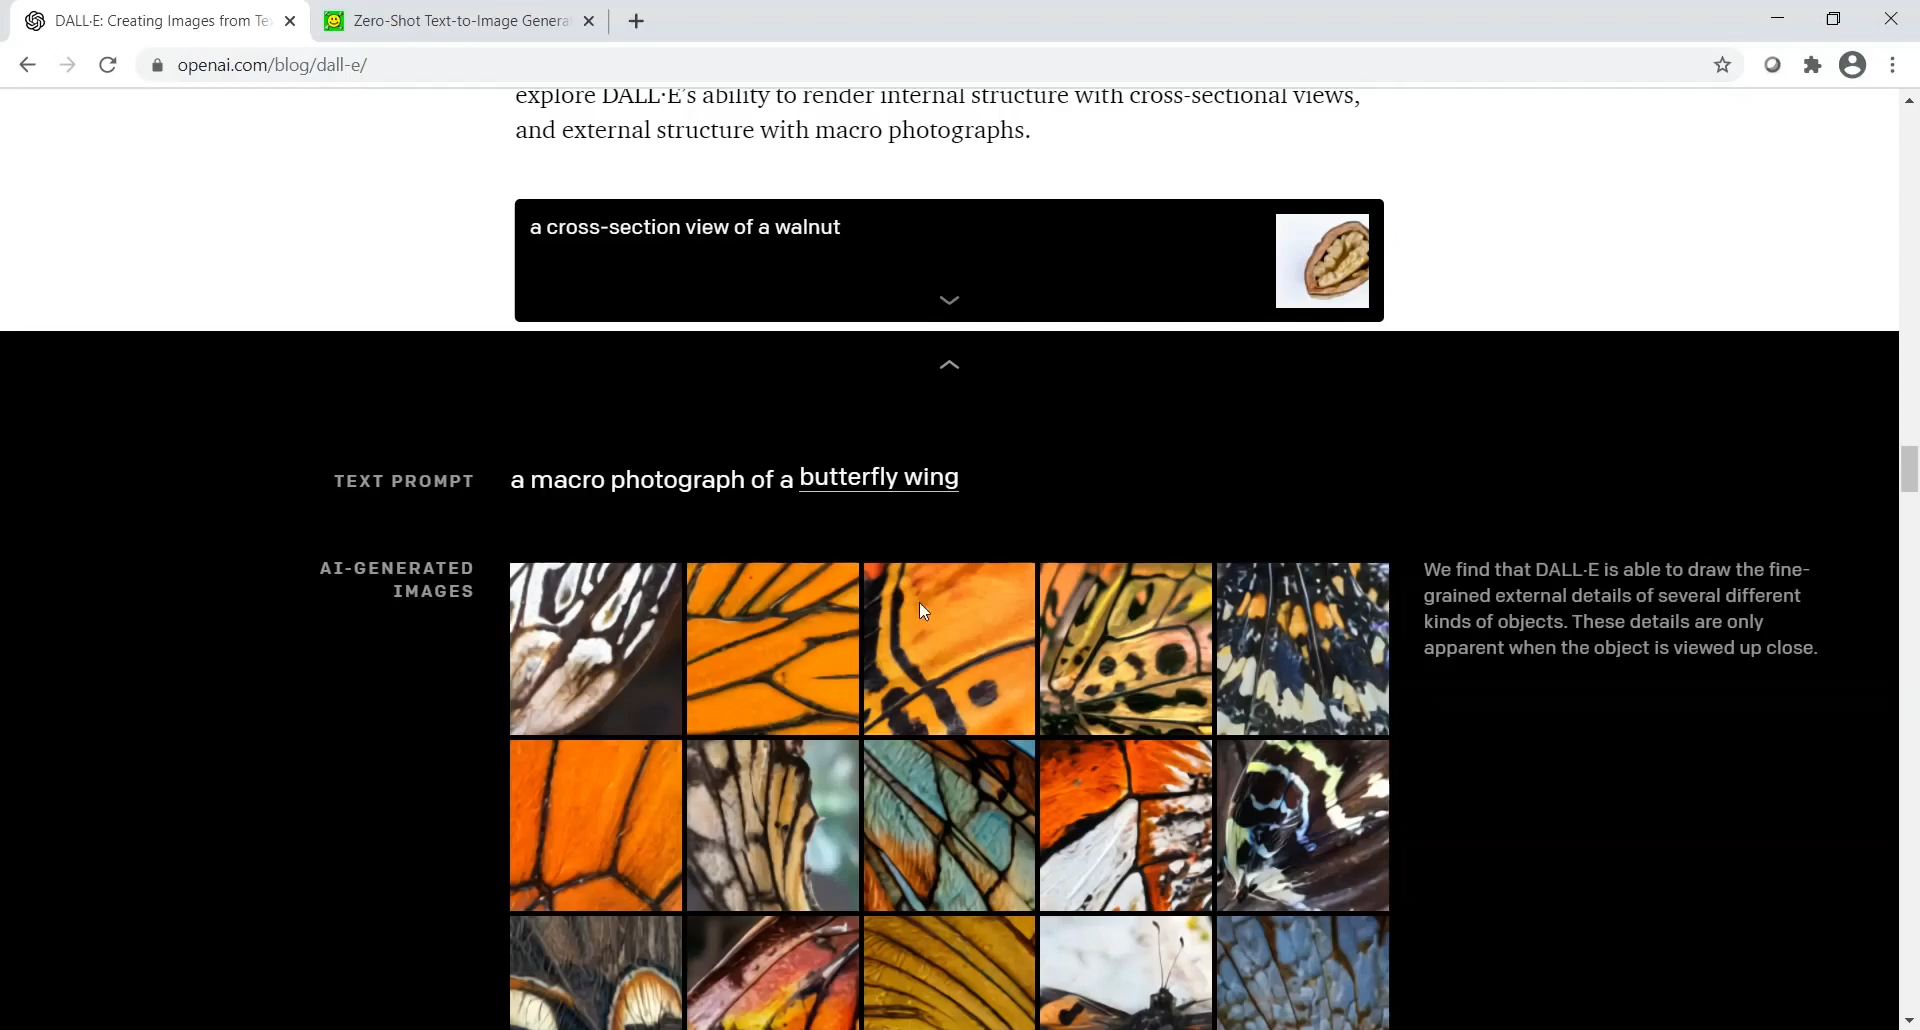 DALL·E: Creating Images from Te
Zero-Shot Text-to-Image Genera
openai.com/blog/dall-e/
explore DALL·E's ability to render internal structure with cross-sectional views,
and external structure with macro photographs.
a cross-section view of a walnut
TEXT PROMPT
a macro photograph of a butterfly wing
AI-GENERATED
IMAGES
We find that DALL·E is able to draw the fine-
grained external details of several different
kinds of objects. These details are only
apparent when the object is viewed up close.